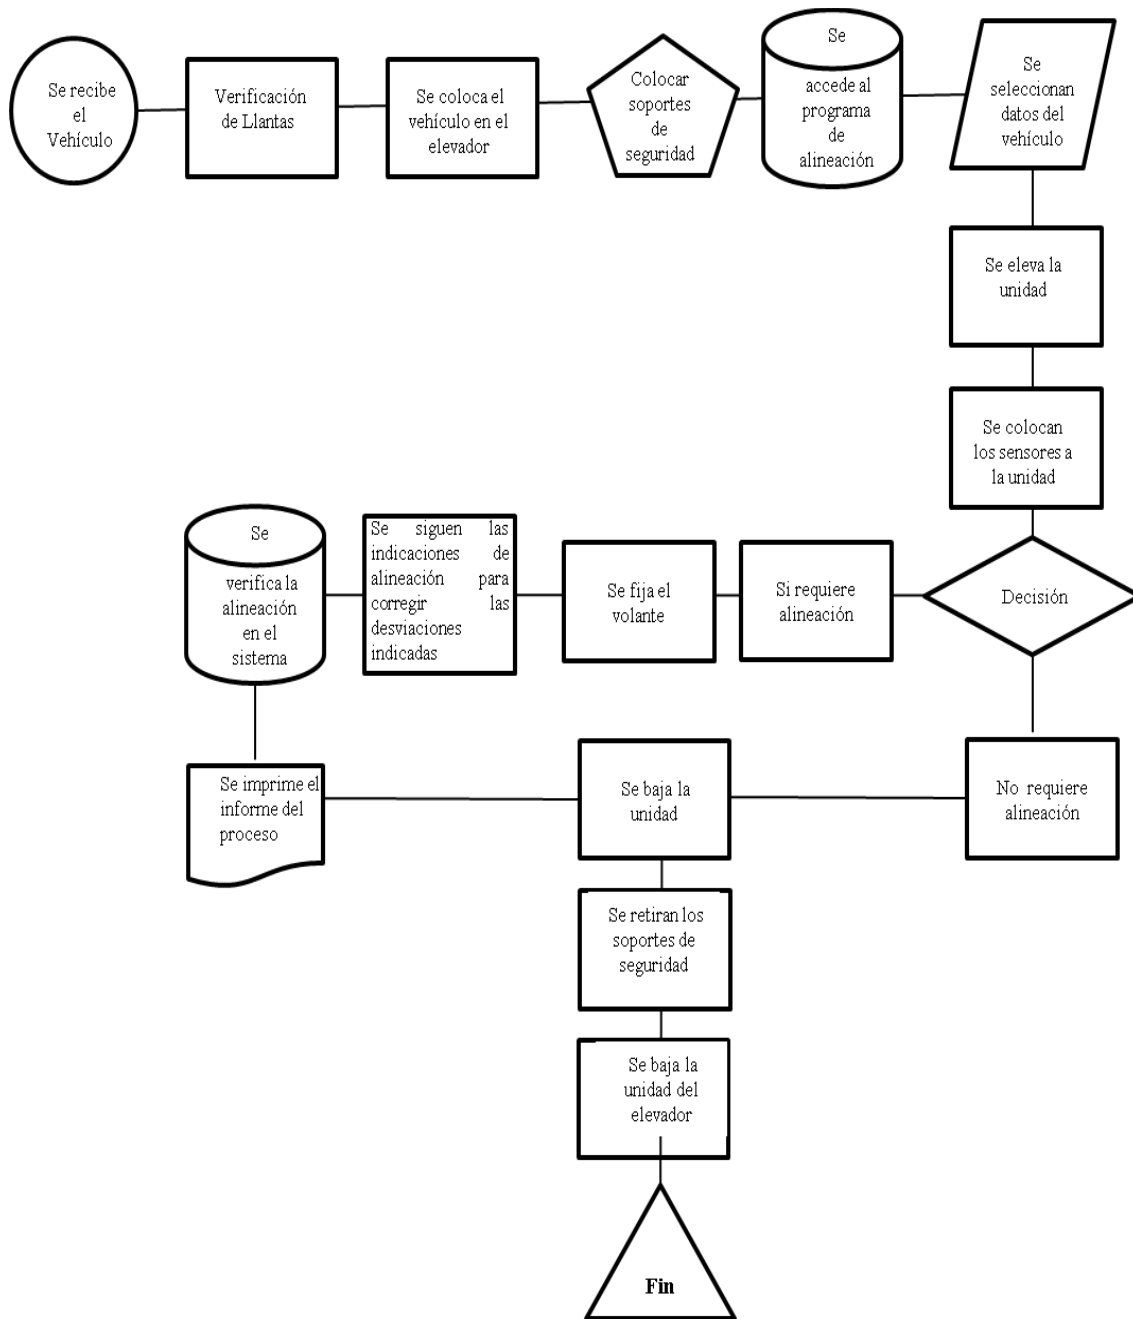 Se recibe
el
Vehículo
Verificación
de Llantas
Se coloca el
vehículo en el
elevador
Colocar
soportes
de
seguridad
Se
accede al
programa
de
alineación
Se
seleccionan
datos del
vehículo
Se eleva la
unidad
Se colocan
los sensores a
la unidad
Decisión
Si requiere
alineación
Se fija el
volante
Se siguen las
indicaciones de
alineación para
corregir las
desviaciones
indicadas
Se
verifica la
alineación
en el
sistema
Se imprime el
informe del
proceso
No requiere
alineación
Se baja la
unidad
Se retiran los
soportes de
seguridad
Se baja la
unidad del
elevador
Fin